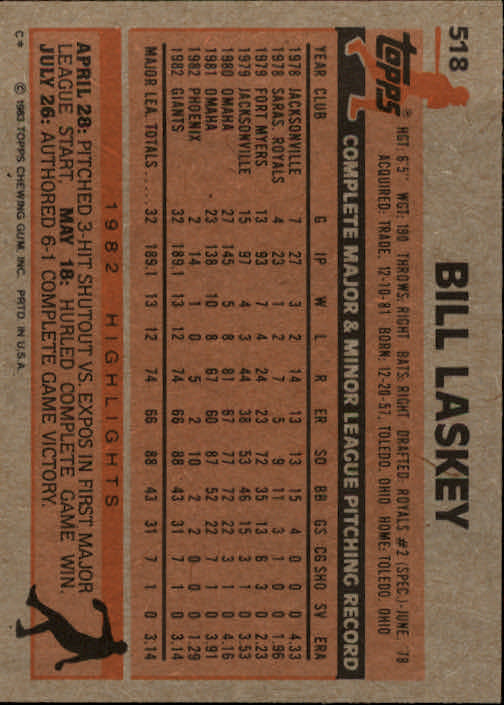 518
Topps®
BILL LASKEY
HGT: 6'5" WGT: 190 THROWS: RIGHT BATS: RIGHT DRAFTED: ROYALS #2 (SPEC.)-JUNE, '78
ACQUIRED: TRADE, 12-10-81 BORN: 12-20-57, TOLEDO, OHIO HOME: TOLEDO, OHIO
COMPLETE MAJOR & MINOR LEAGUE PITCHING RECORD
YEAR CLUB G IP W L R ER SO BB GS CG SHO SV ERA
1978 JACKSONVILLE 7 27 3 2 14 13 13 15 4 0 0 0 4.33
1978 SARAS. ROYALS 4 23 1 2 7 5 9 11 3 1 0 0 1.96
1979 FORT MYERS 13 93 7 4 24 23 72 35 13 6 3 0 2.23
1979 JACKSONVILLE 15 97 4 3 44 38 53 46 15 3 1 0 3.53
1980 OMAHA 27 145 5 8 81 67 77 72 22 3 1 0 4.16
1981 OMAHA 23 138 10 8 67 60 87 52 22 7 1 0 3.91
1982 PHOENIX 2 14 1 0 5 2 10 2 2 0 0 0 1.29
1982 GIANTS 32 189.1 13 12 74 66 88 43 31 7 1 0 3.14
MAJOR LEA. TOTALS ..... 32 189.1 13 12 74 66 88 43 31 7 1 0 3.14
1982 HIGHLIGHTS
APRIL 28: PITCHED 3-HIT SHUTOUT VS. EXPOS IN FIRST MAJOR
LEAGUE START. MAY 18: HURLED COMPLETE GAME WIN.
JULY 26: AUTHORED 6-1 COMPLETE GAME VICTORY.
C* © 1983 TOPPS CHEWING GUM, INC. PRTD. IN U.S.A.